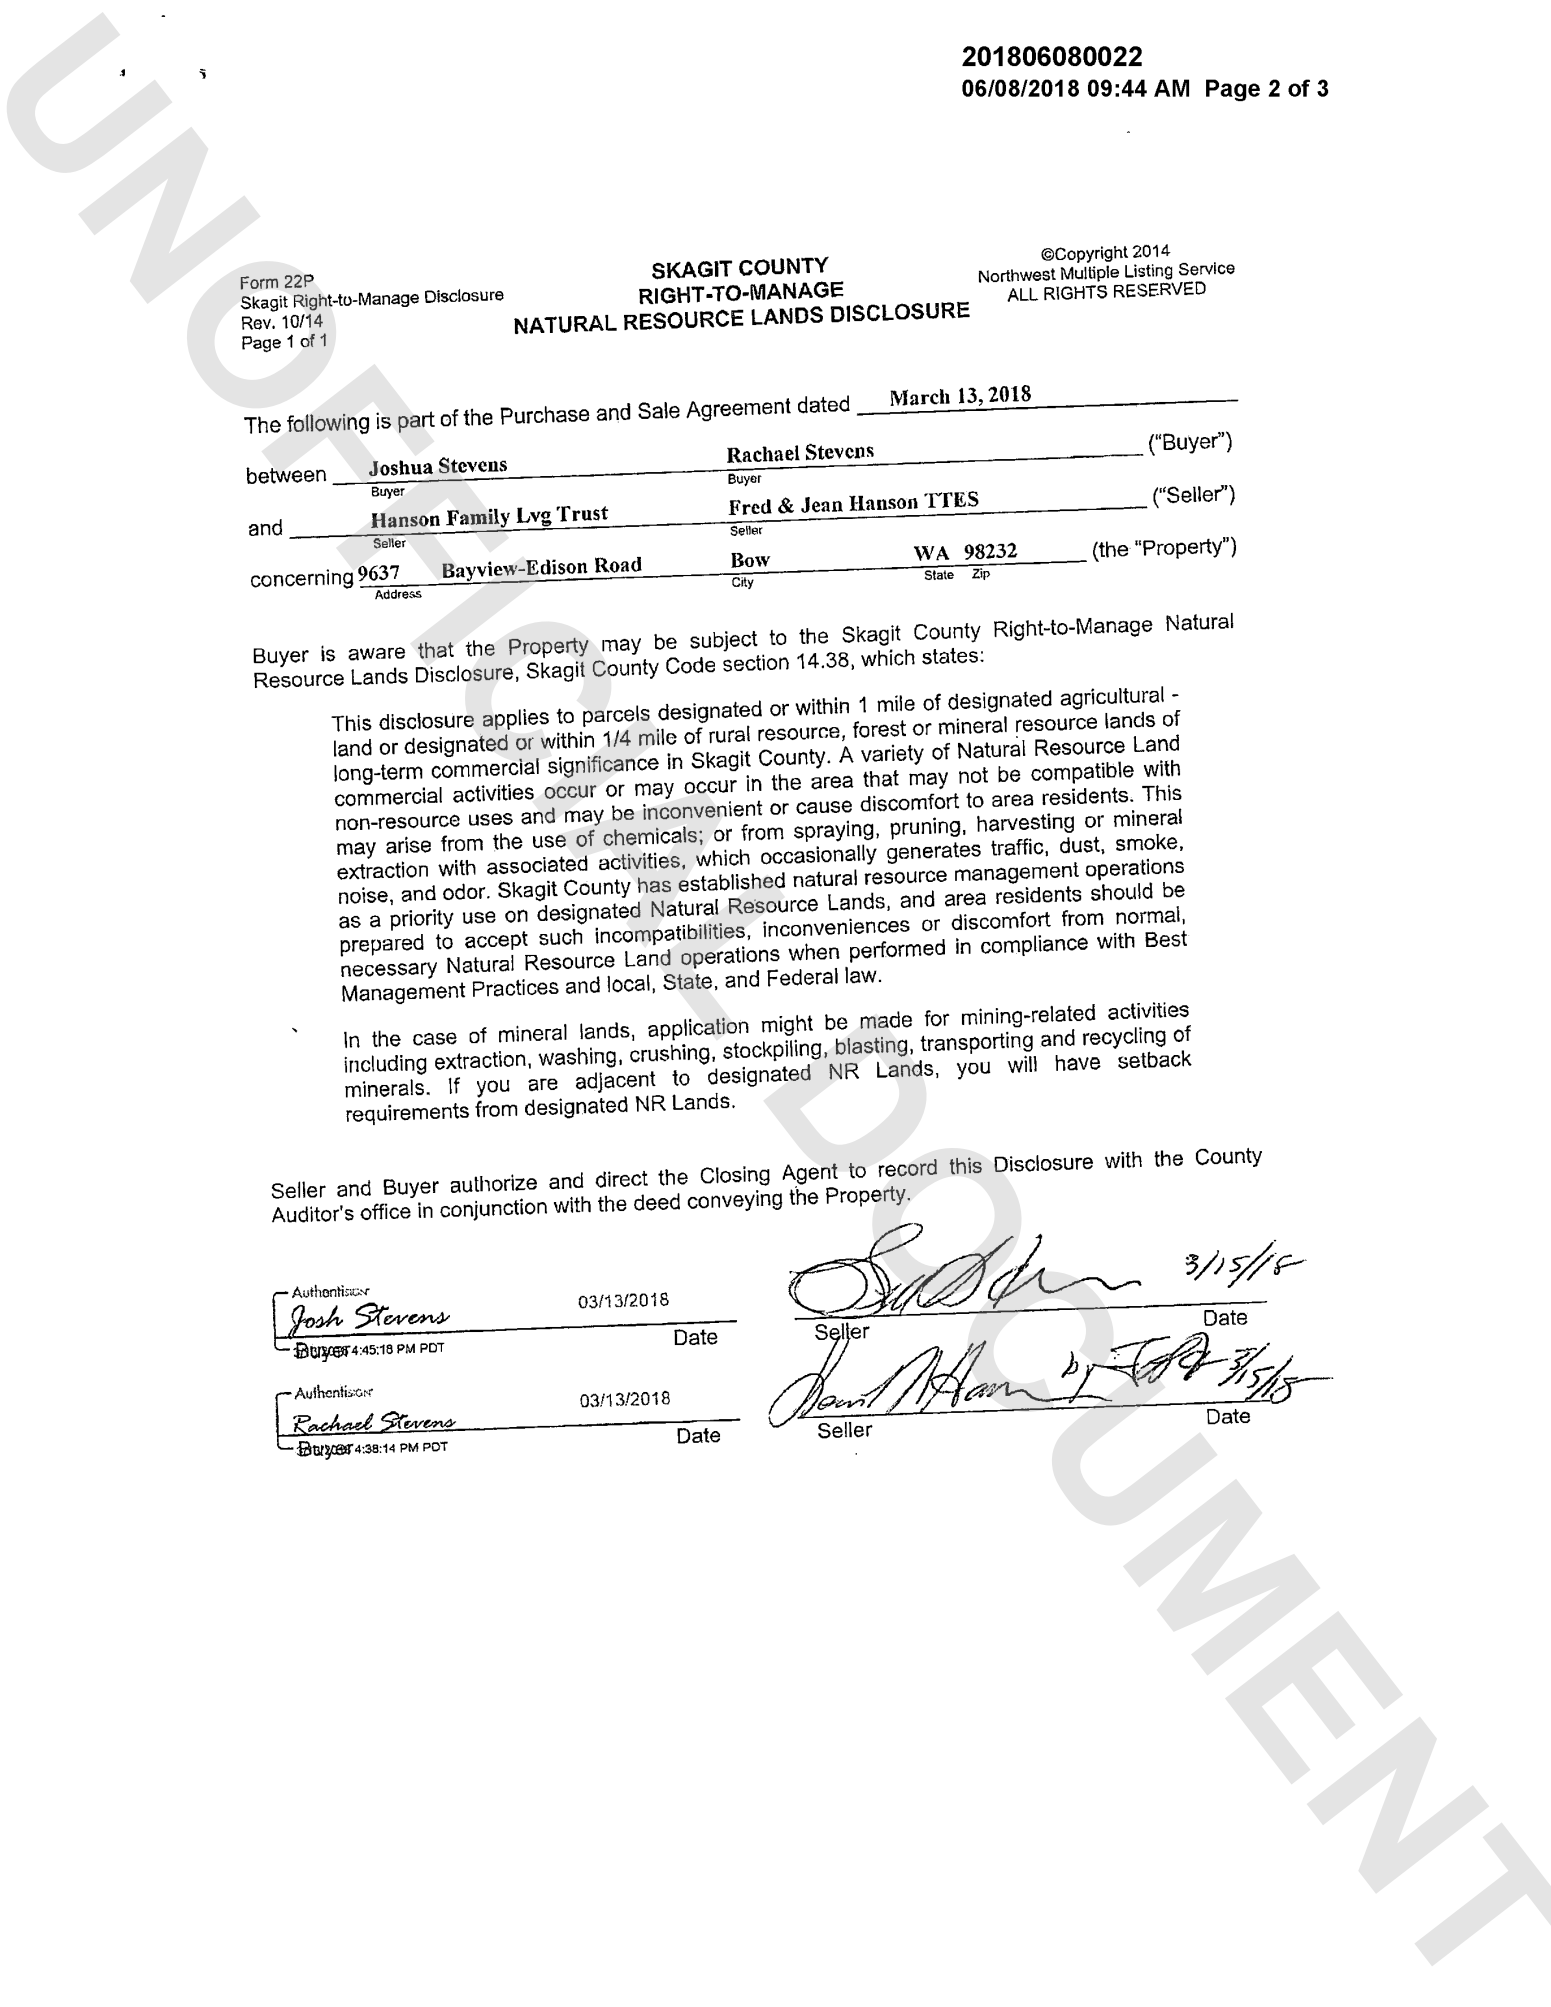 201806080022
06/08/2018 09:44 AM Page 2 of 3
Form 22P
Skagit Right-to-Manage Disclosure
Rev. 10/14
Page 1 of 1
SKAGIT COUNTY
RIGHT-TO-MANAGE
NATURAL RESOURCE LANDS DISCLOSURE
©Copyright 2014
Northwest Multiple Listing Service
ALL RIGHTS RESERVED
The following is part of the Purchase and Sale Agreement dated March 13, 2018
between Joshua Stevens Rachael Stevens ("Buyer")
Buyer Buyer
and Hanson Family Lvg Trust Fred & Jean Hanson TTES ("Seller")
Seller Seller
concerning 9637 Bayview-Edison Road Bow WA 98232 (the "Property")
Address City State Zip
Buyer is aware that the Property may be subject to the Skagit County Right-to-Manage Natural
Resource Lands Disclosure, Skagit County Code section 14.38, which states:
This disclosure applies to parcels designated or within 1 mile of designated agricultural -
land or designated or within 1/4 mile of rural resource, forest or mineral resource lands of
long-term commercial significance in Skagit County. A variety of Natural Resource Land
commercial activities occur or may occur in the area that may not be compatible with
non-resource uses and may be inconvenient or cause discomfort to area residents. This
may arise from the use of chemicals; or from spraying, pruning, harvesting or mineral
extraction with associated activities, which occasionally generates traffic, dust, smoke,
noise, and odor. Skagit County has established natural resource management operations
as a priority use on designated Natural Resource Lands, and area residents should be
prepared to accept such incompatibilities, inconveniences or discomfort from normal,
necessary Natural Resource Land operations when performed in compliance with Best
Management Practices and local, State, and Federal law.
In the case of mineral lands, application might be made for mining-related activities
including extraction, washing, crushing, stockpiling, blasting, transporting and recycling of
minerals. If you are adjacent to designated NR Lands, you will have setback
requirements from designated NR Lands.
Seller and Buyer authorize and direct the Closing Agent to record this Disclosure with the County
Auditor's office in conjunction with the deed conveying the Property.
Authentisign
Josh Stevens 03/13/2018
Buyer 4:45:18 PM PDT Date
3/15/18
Seller Date
Authentisign
Rachael Stevens 03/13/2018
Buyer 4:38:14 PM PDT Date
by 3/15/18
Seller Date
UNOFFICIAL DOCUMENT